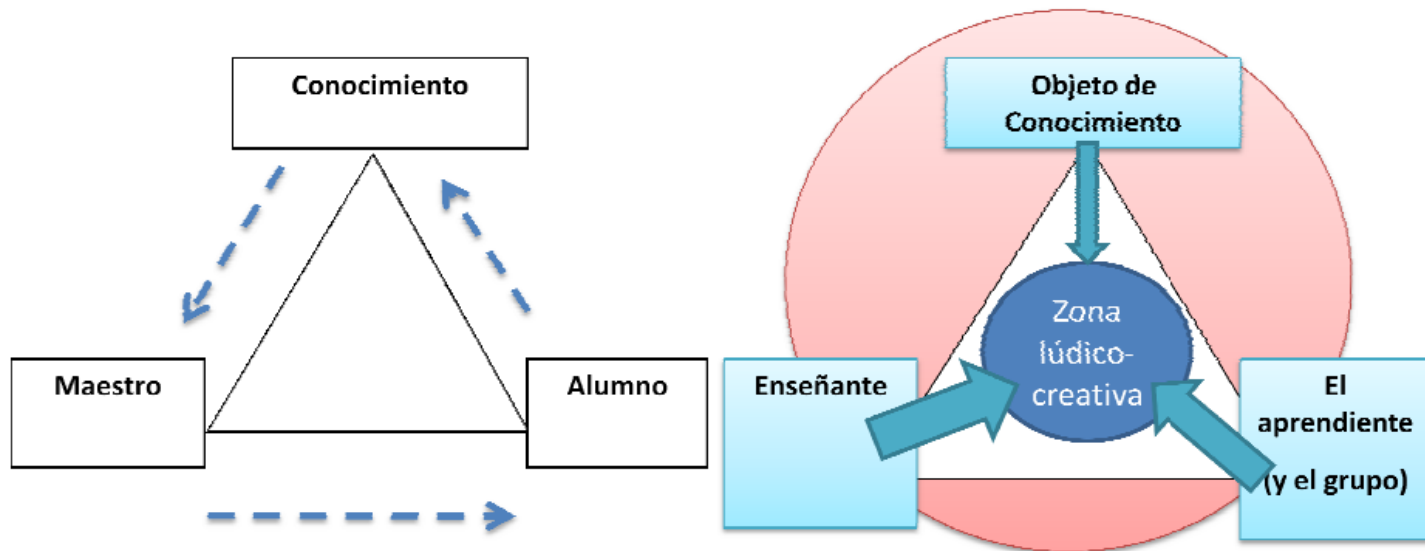 Conocimiento
Maestro
Alumno
Objeto de
Conocimiento
Zona
lúdico-
creativa
Enseñante
El
aprendiente
(y el grupo)